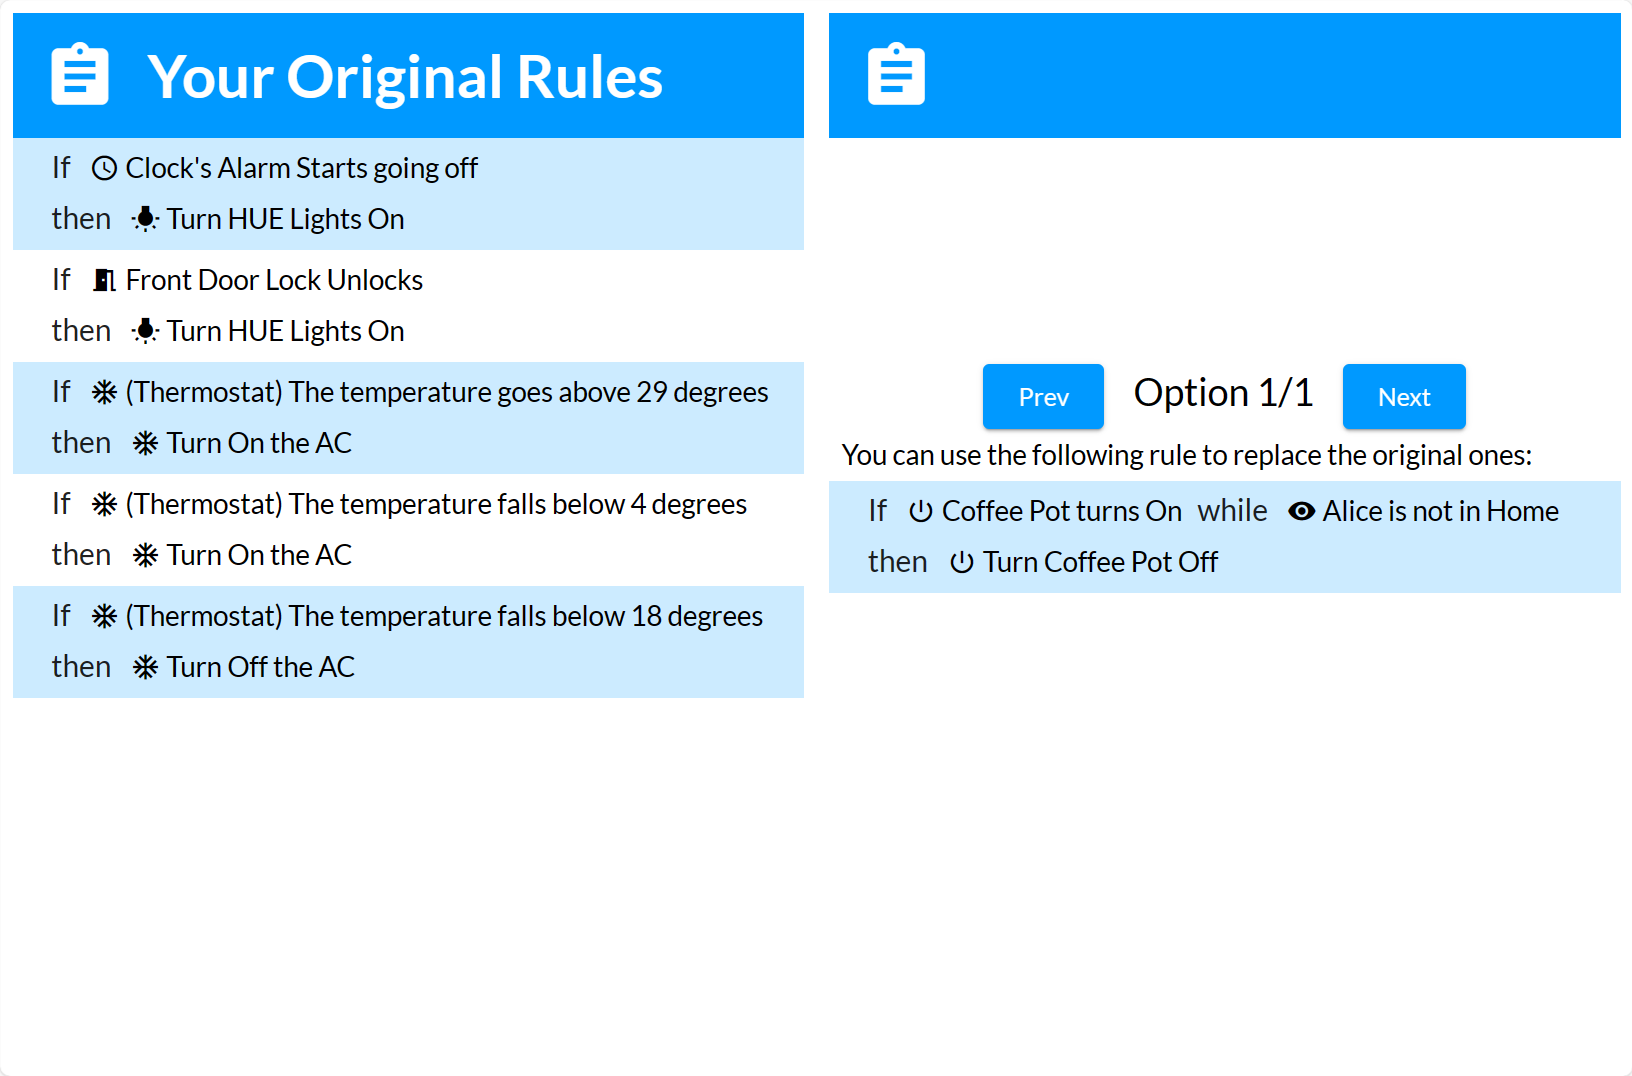 Your Original Rules
If Clock's Alarm Starts going off
then Turn HUE Lights On
If Front Door Lock Unlocks
then Turn HUE Lights On
If (Thermostat) The temperature goes above 29 degrees
then Turn On the AC
If (Thermostat) The temperature falls below 4 degrees
then Turn On the AC
If (Thermostat) The temperature falls below 18 degrees
then Turn Off the AC
Prev Option 1/1 Next
You can use the following rule to replace the original ones:
If Coffee Pot turns On while Alice is not in Home
then Turn Coffee Pot Off